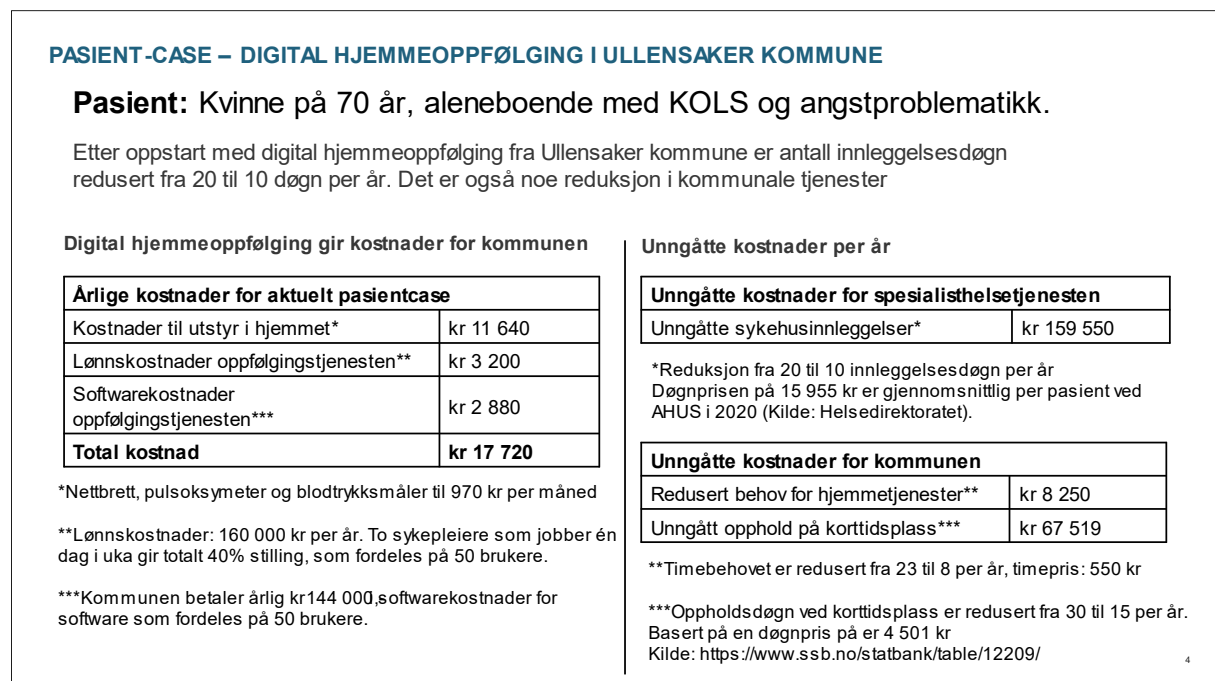 PASIENT-CASE – DIGITAL HJEMMEOPPFØLGING I ULLENSAKER KOMMUNE
Pasient: Kvinne på 70 år, aleneboende med KOLS og angstproblematikk.
Etter oppstart med digital hjemmeoppfølging fra Ullensaker kommune er antall innleggelsesdøgn
redusert fra 20 til 10 døgn per år. Det er også noe reduksjon i kommunale tjenester
Digital hjemmeoppfølging gir kostnader for kommunen
Årlige kostnader for aktuelt pasientcase
Kostnader til utstyr i hjemmet* kr 11 640
Lønnskostnader oppfølgingstjenesten** kr 3 200
Softwarekostnader
oppfølgingstjenesten*** kr 2 880
Total kostnad kr 17 720
*Nettbrett, pulsoksymeter og blodtrykksmåler til 970 kr per måned
**Lønnskostnader: 160 000 kr per år. To sykepleiere som jobber én
dag i uka gir totalt 40% stilling, som fordeles på 50 brukere.
***Kommunen betaler årlig kr 144 000,- i softwarekostnader for
software som fordeles på 50 brukere.
Unngåtte kostnader per år
Unngåtte kostnader for spesialisthelsetjenesten
Unngåtte sykehusinnleggelser* kr 159 550
*Reduksjon fra 20 til 10 innleggelsesdøgn per år
Døgnprisen på 15 955 kr er gjennomsnittlig per pasient ved
AHUS i 2020 (Kilde: Helsedirektoratet).
Unngåtte kostnader for kommunen
Redusert behov for hjemmetjenester** kr 8 250
Unngått opphold på korttidsplass*** kr 67 519
**Timebehovet er redusert fra 23 til 8 per år, timepris: 550 kr
***Oppholdsdøgn ved korttidsplass er redusert fra 30 til 15 per år.
Basert på en døgnpris på er 4 501 kr
Kilde: https://www.ssb.no/statbank/table/12209/
4